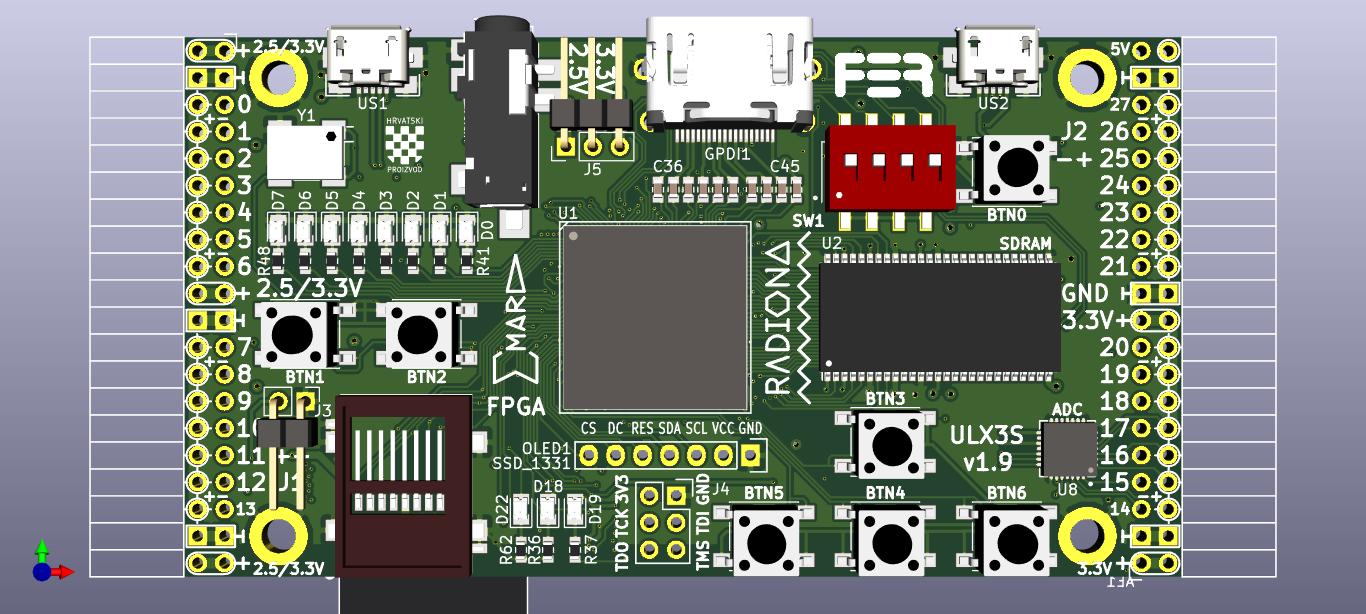 2.5/3.3V
US1
2.5V
3.3V
J5
GPDI1
FER
US2
5V
Y1
HRVATSKI
PROIZVOD
C36
C45
J2
-+
BTN0
SW1
+
0
+-
1
2
3
4
5
+-
6
+
7
+-
8
9
10
11
12
13
+
27
-+
26
25
24
23
22
-+
21
GND
3.3V+
20
-+
19
18
17
16
15
14
+
D7
D6
D5
D4
D3
D2
D1
D0
R48
R41
2.5/3.3V
BTN1
BTN2
U1
MARD
FPGA
RADIONA
U2
SDRAM
J3
J1
CS DC RES SDA SCL VCC GND
OLED1
SSD_1331
BTN3
ULX3S
v1.9
ADC
U8
D22
D18
D19
R62
R36
R37
TDO TCK 3V3
TMS TDI GND
J4
BTN5
BTN4
BTN6
2.5/3.3V
3.3V
AE1